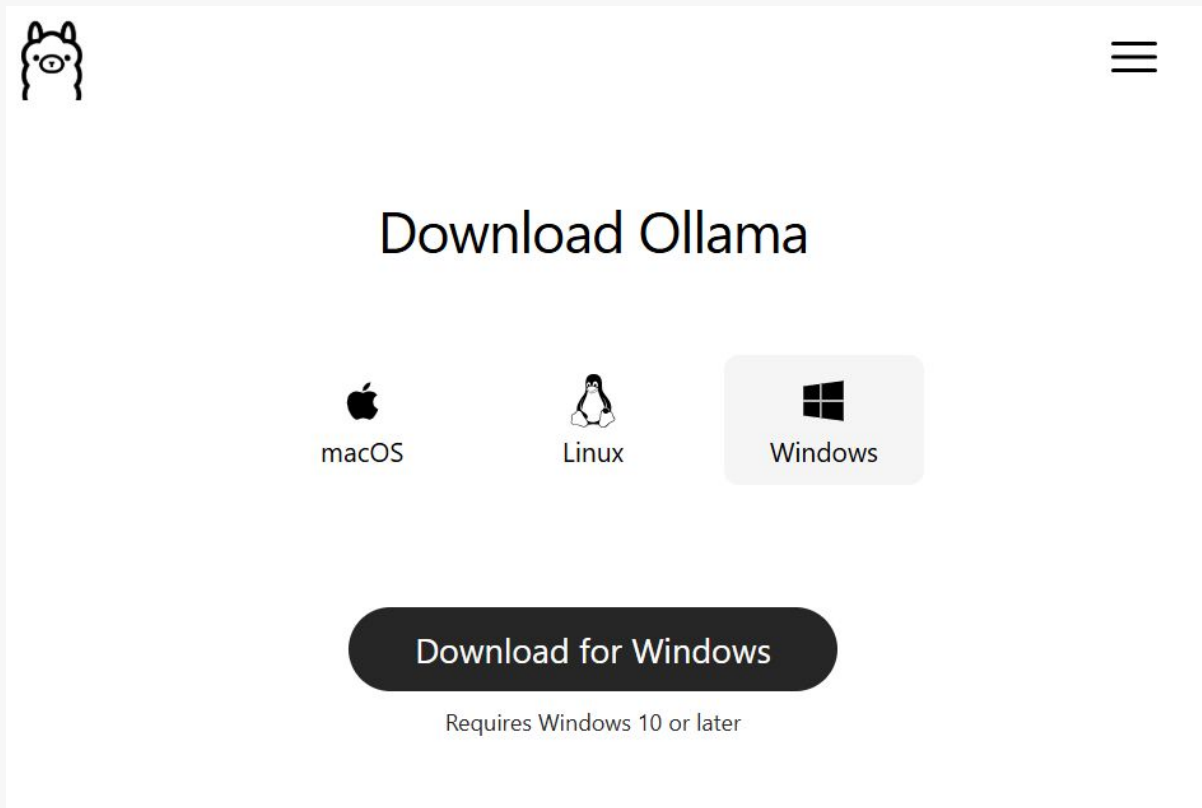 Download Ollama
macOS
Linux
Windows
Download for Windows
Requires Windows 10 or later